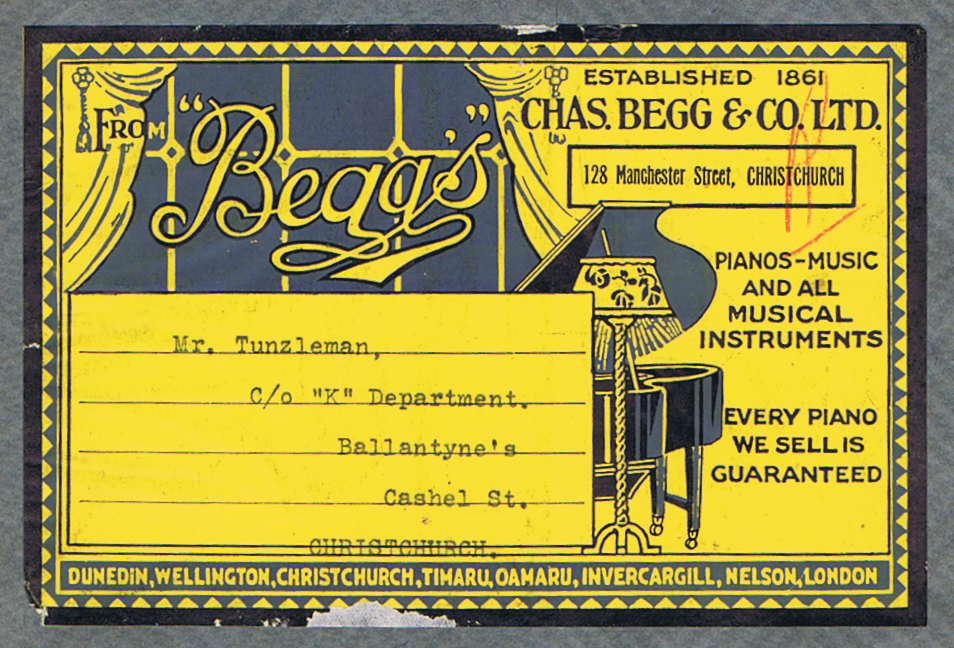 FROM
"Begg's"
ESTABLISHED 1861
CHAS. BEGG & CO. LTD.
128 Manchester Street, CHRISTCHURCH
PIANOS-MUSIC
AND ALL
MUSICAL
INSTRUMENTS
EVERY PIANO
WE SELL IS
GUARANTEED
Mr. Tunzleman,
C/o "K" Department.
Ballantyne's
Cashel St.
CHRISTCHURCH.
DUNEDIN, WELLINGTON, CHRISTCHURCH, TIMARU, OAMARU, INVERCARGILL, NELSON, LONDON